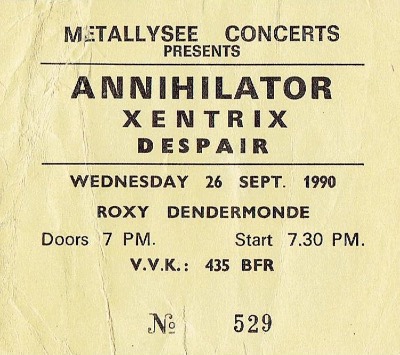 METALLYSEE CONCERTS
PRESENTS
ANNIHILATOR
XENTRIX
DESPAIR
WEDNESDAY 26 SEPT. 1990
ROXY DENDERMONDE
Doors 7 PM. Start 7.30 PM.
V.V.K.: 435 BFR
No 529